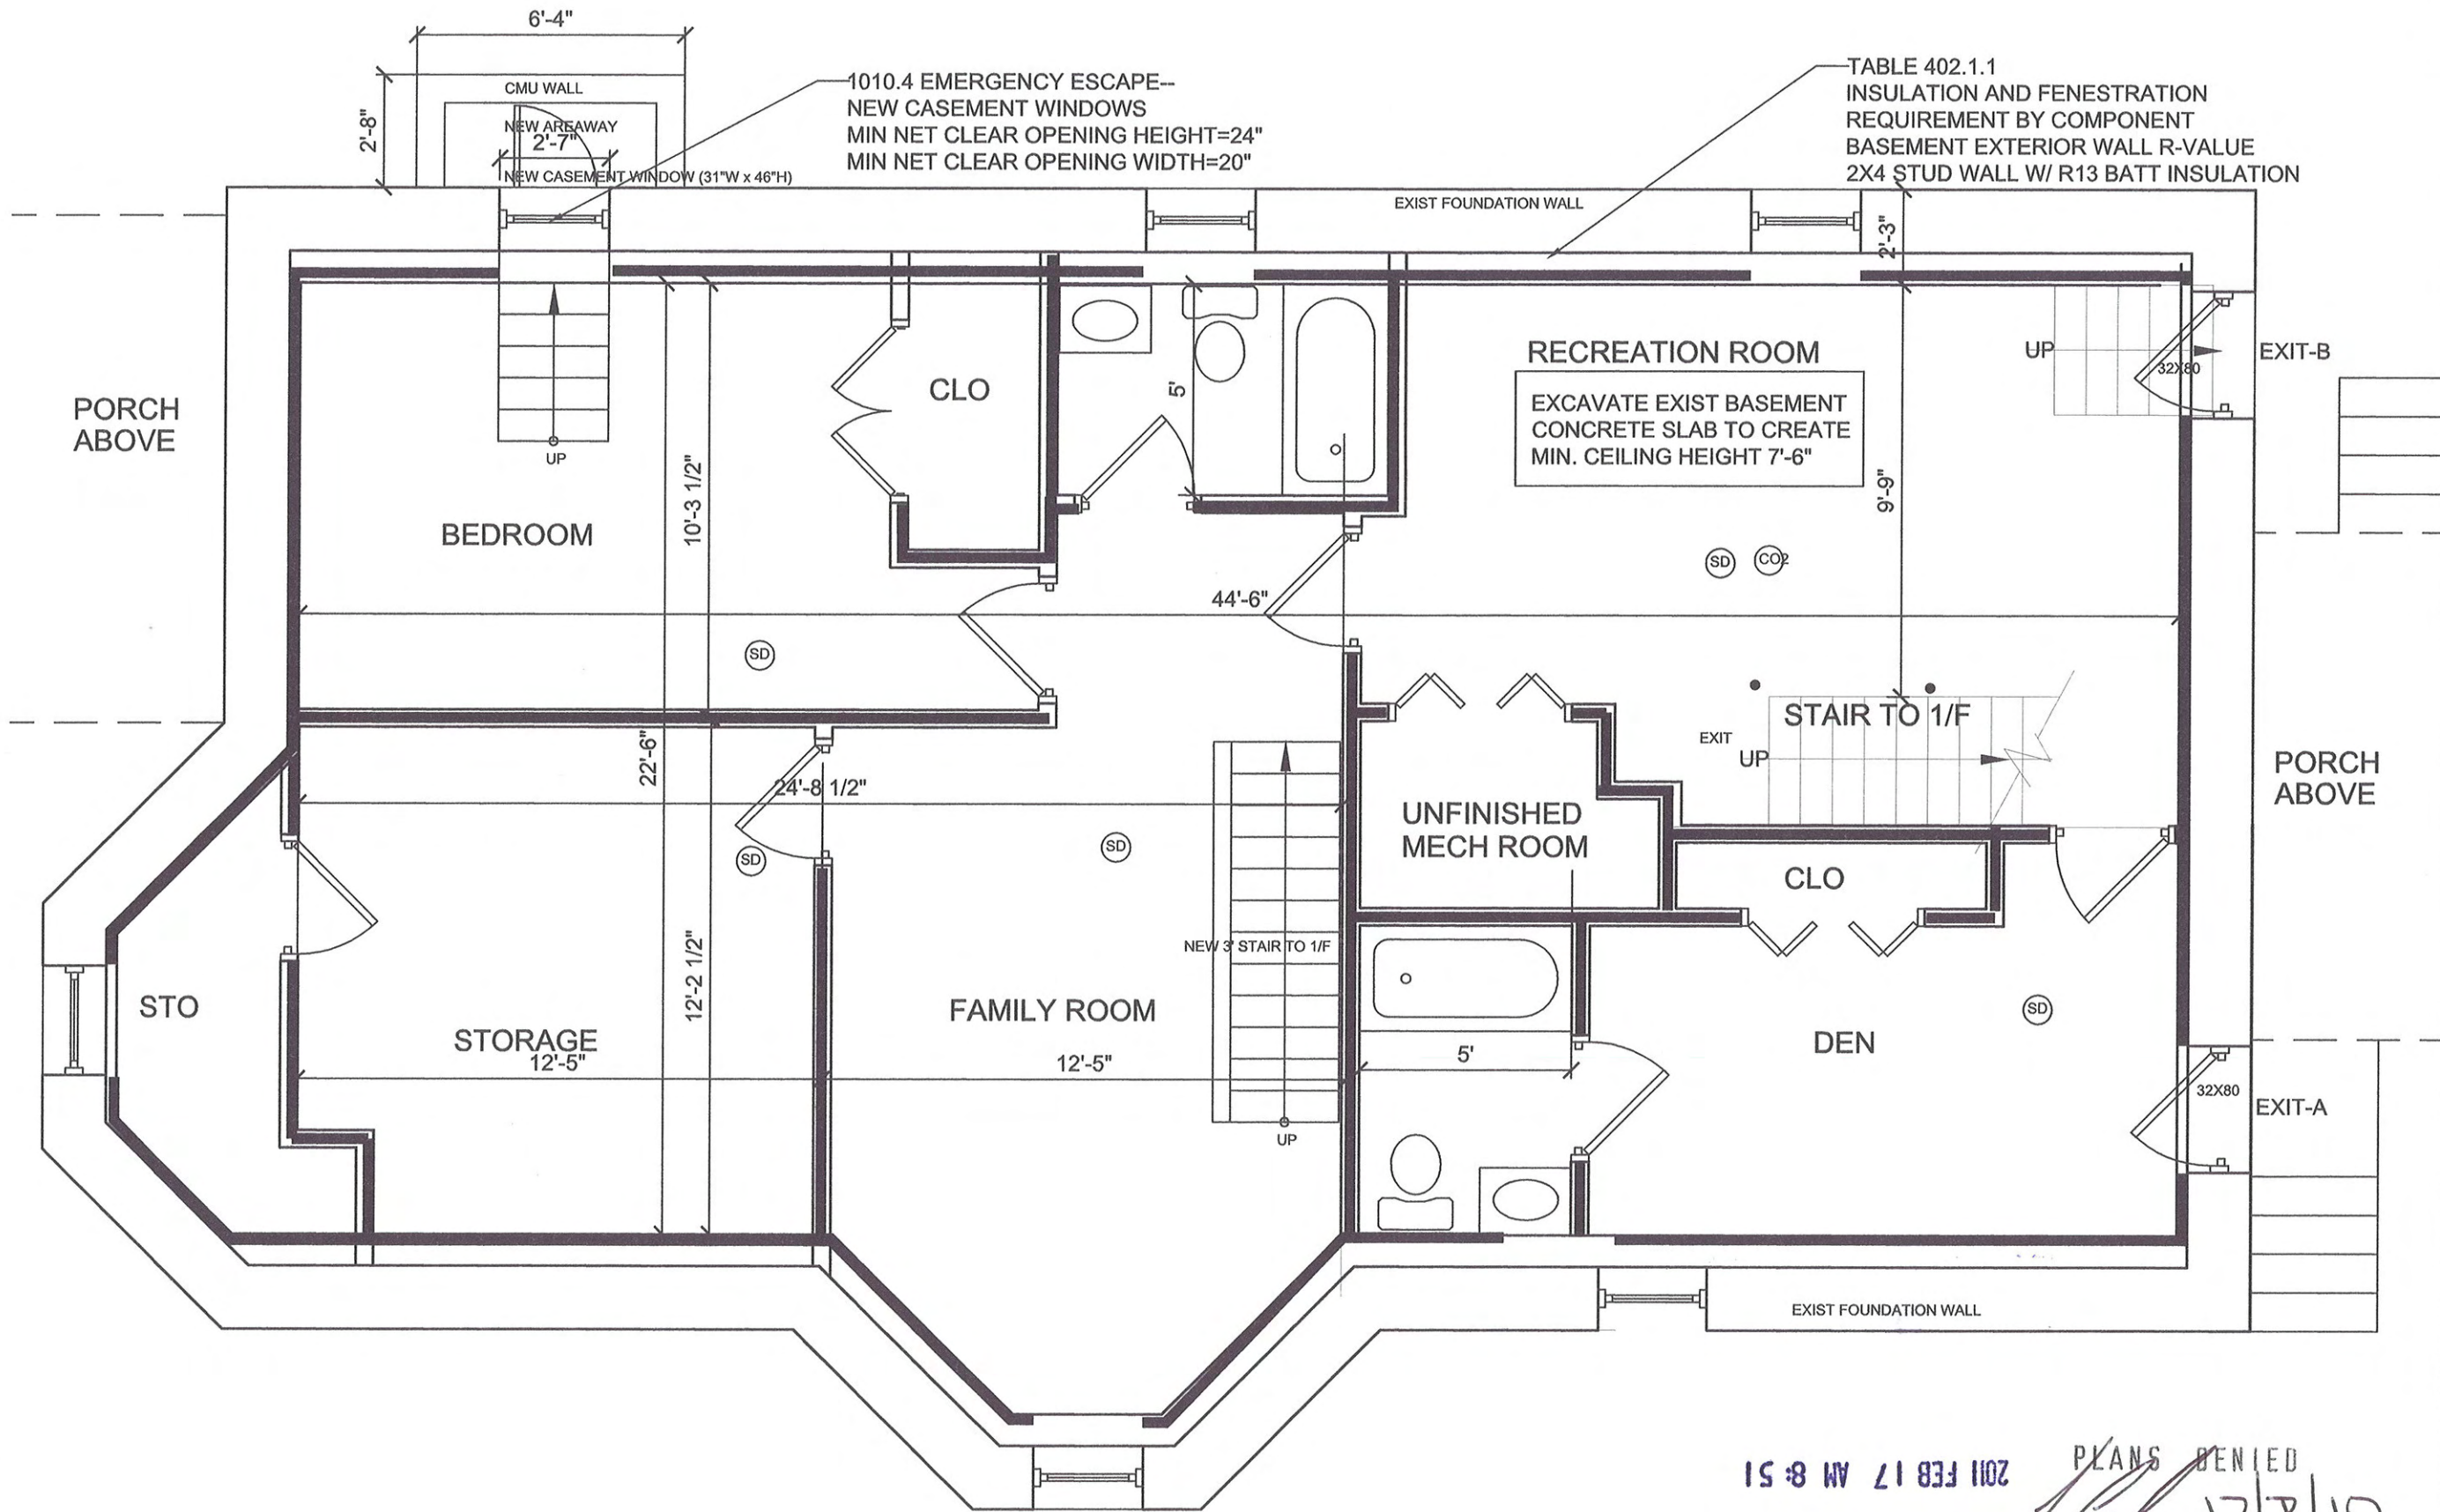 6'-4"
CMU WALL
NEW AREAWAY
2'-8"
2'-7"
NEW CASEMENT WINDOW (31"W x 46"H)
1010.4 EMERGENCY ESCAPE--
NEW CASEMENT WINDOWS
MIN NET CLEAR OPENING HEIGHT=24"
MIN NET CLEAR OPENING WIDTH=20"
TABLE 402.1.1
INSULATION AND FENESTRATION
REQUIREMENT BY COMPONENT
BASEMENT EXTERIOR WALL R-VALUE
2X4 STUD WALL W/ R13 BATT INSULATION
EXIST FOUNDATION WALL
2'-3"
PORCH
ABOVE
UP
BEDROOM
10'-3 1/2"
CLO
5'
RECREATION ROOM
EXCAVATE EXIST BASEMENT
CONCRETE SLAB TO CREATE
MIN. CEILING HEIGHT 7'-6"
UP
32X80
EXIT-B
9'-9"
SD
CO2
44'-6"
SD
STAIR TO 1/F
EXIT
UP
PORCH
ABOVE
22'-6"
24'-8 1/2"
SD
SD
UNFINISHED
MECH ROOM
CLO
NEW 3' STAIR TO 1/F
12'-2 1/2"
STO
STORAGE
12'-5"
FAMILY ROOM
12'-5"
UP
5'
DEN
SD
32X80
EXIT-A
EXIST FOUNDATION WALL
2011 FEB 17 AM 8:51
PLANS DENIED